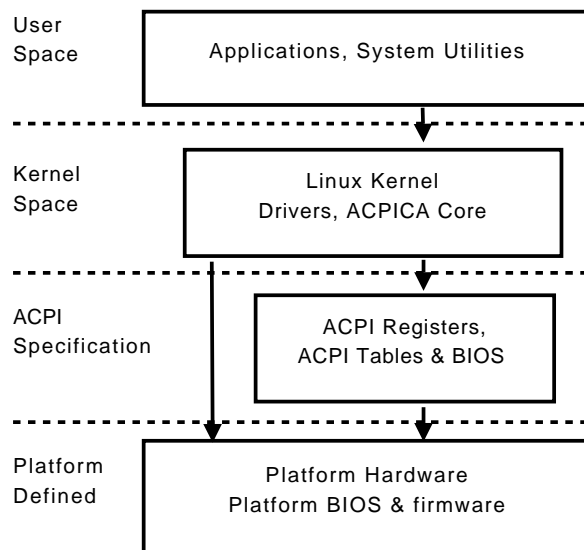 User
Space
Applications, System Utilities
Kernel
Space
Linux Kernel
Drivers, ACPICA Core
ACPI
Specification
ACPI Registers,
ACPI Tables & BIOS
Platform
Defined
Platform Hardware
Platform BIOS & firmware